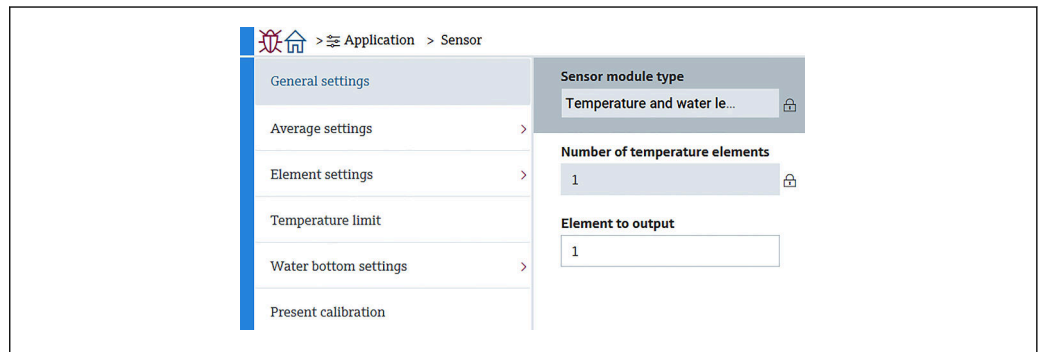 > Application > Sensor
General settings
Average settings >
Element settings >
Temperature limit
Water bottom settings >
Present calibration
Sensor module type
Temperature and water le...
Number of temperature elements
1
Element to output
1